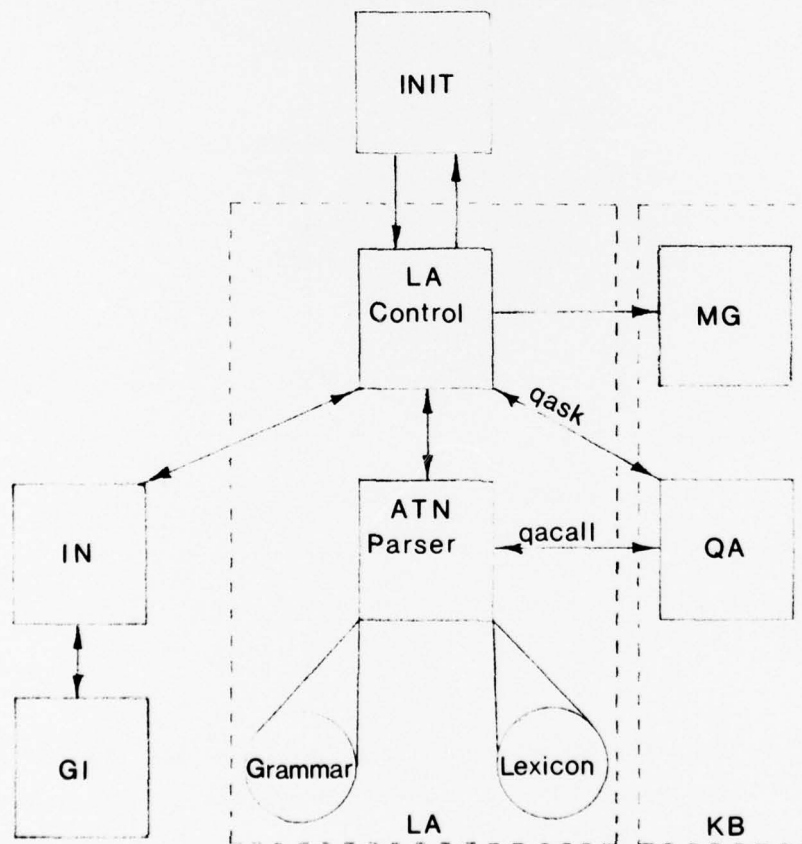 INIT
LA
Control
MG
qask
IN
ATN
Parser
qacall
QA
GI
Grammar
Lexicon
LA
KB